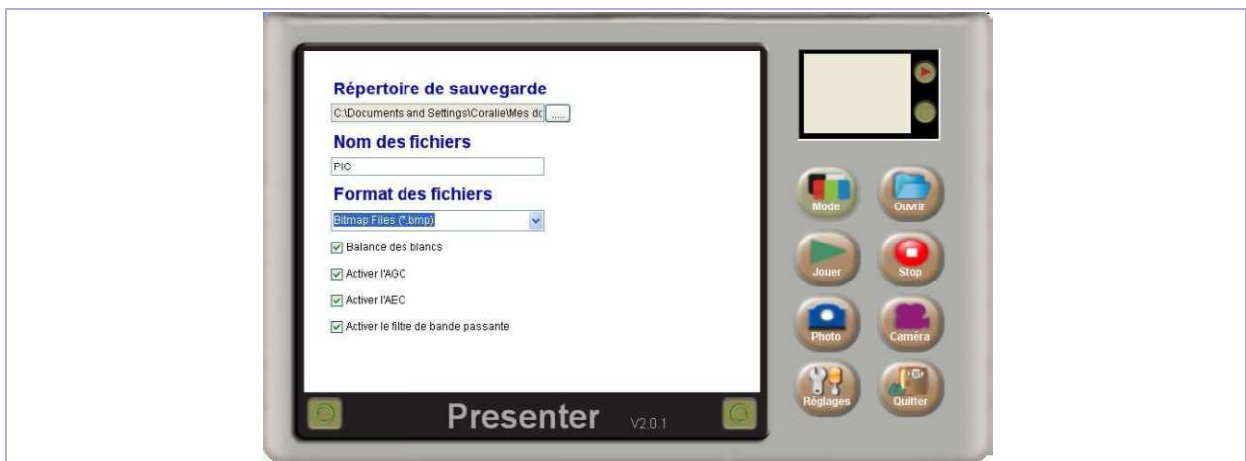 Répertoire de sauvegarde
C:\Documents and Settings\Coralie\Mes dc
.....
Nom des fichiers
PIC
Format des fichiers
Bitmap Files (*.bmp)
Balance des blancs
Activer l'AGC
Activer l'AEC
Activer le filtre de bande passante
Presenter V2.0.1
Mode Ouvrir
Jouer Stop
Photo Caméra
Réglages Quitter